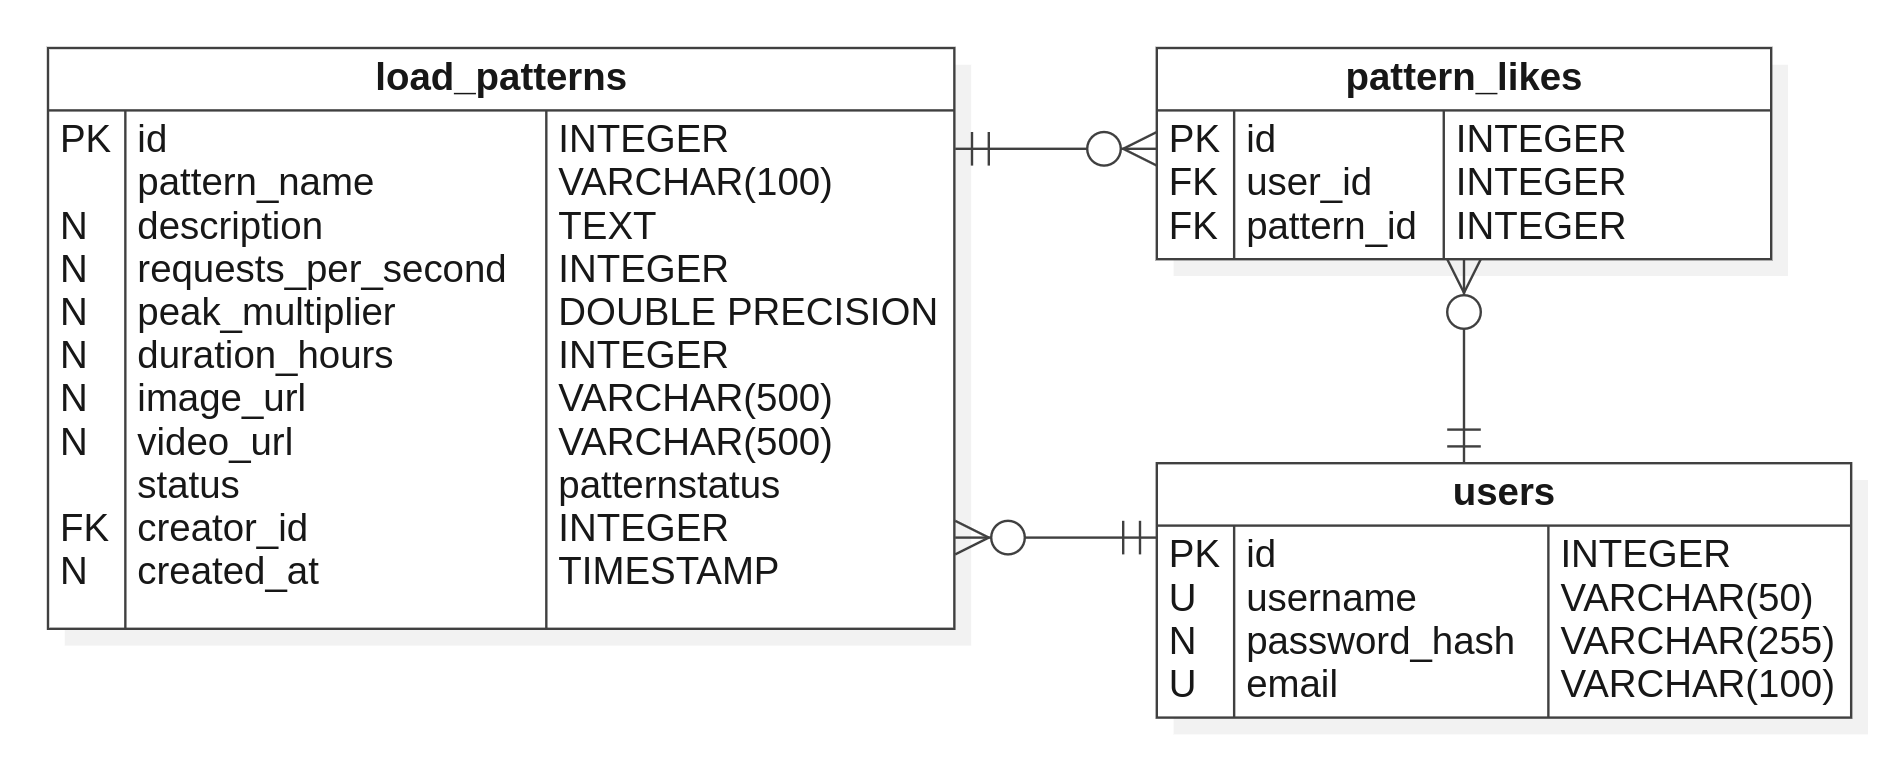 load_patterns
PK id INTEGER
pattern_name VARCHAR(100)
N description TEXT
N requests_per_second INTEGER
N peak_multiplier DOUBLE PRECISION
N duration_hours INTEGER
N image_url VARCHAR(500)
N video_url VARCHAR(500)
status patternstatus
FK creator_id INTEGER
N created_at TIMESTAMP
pattern_likes
PK id INTEGER
FK user_id INTEGER
FK pattern_id INTEGER
users
PK id INTEGER
U username VARCHAR(50)
N password_hash VARCHAR(255)
U email VARCHAR(100)